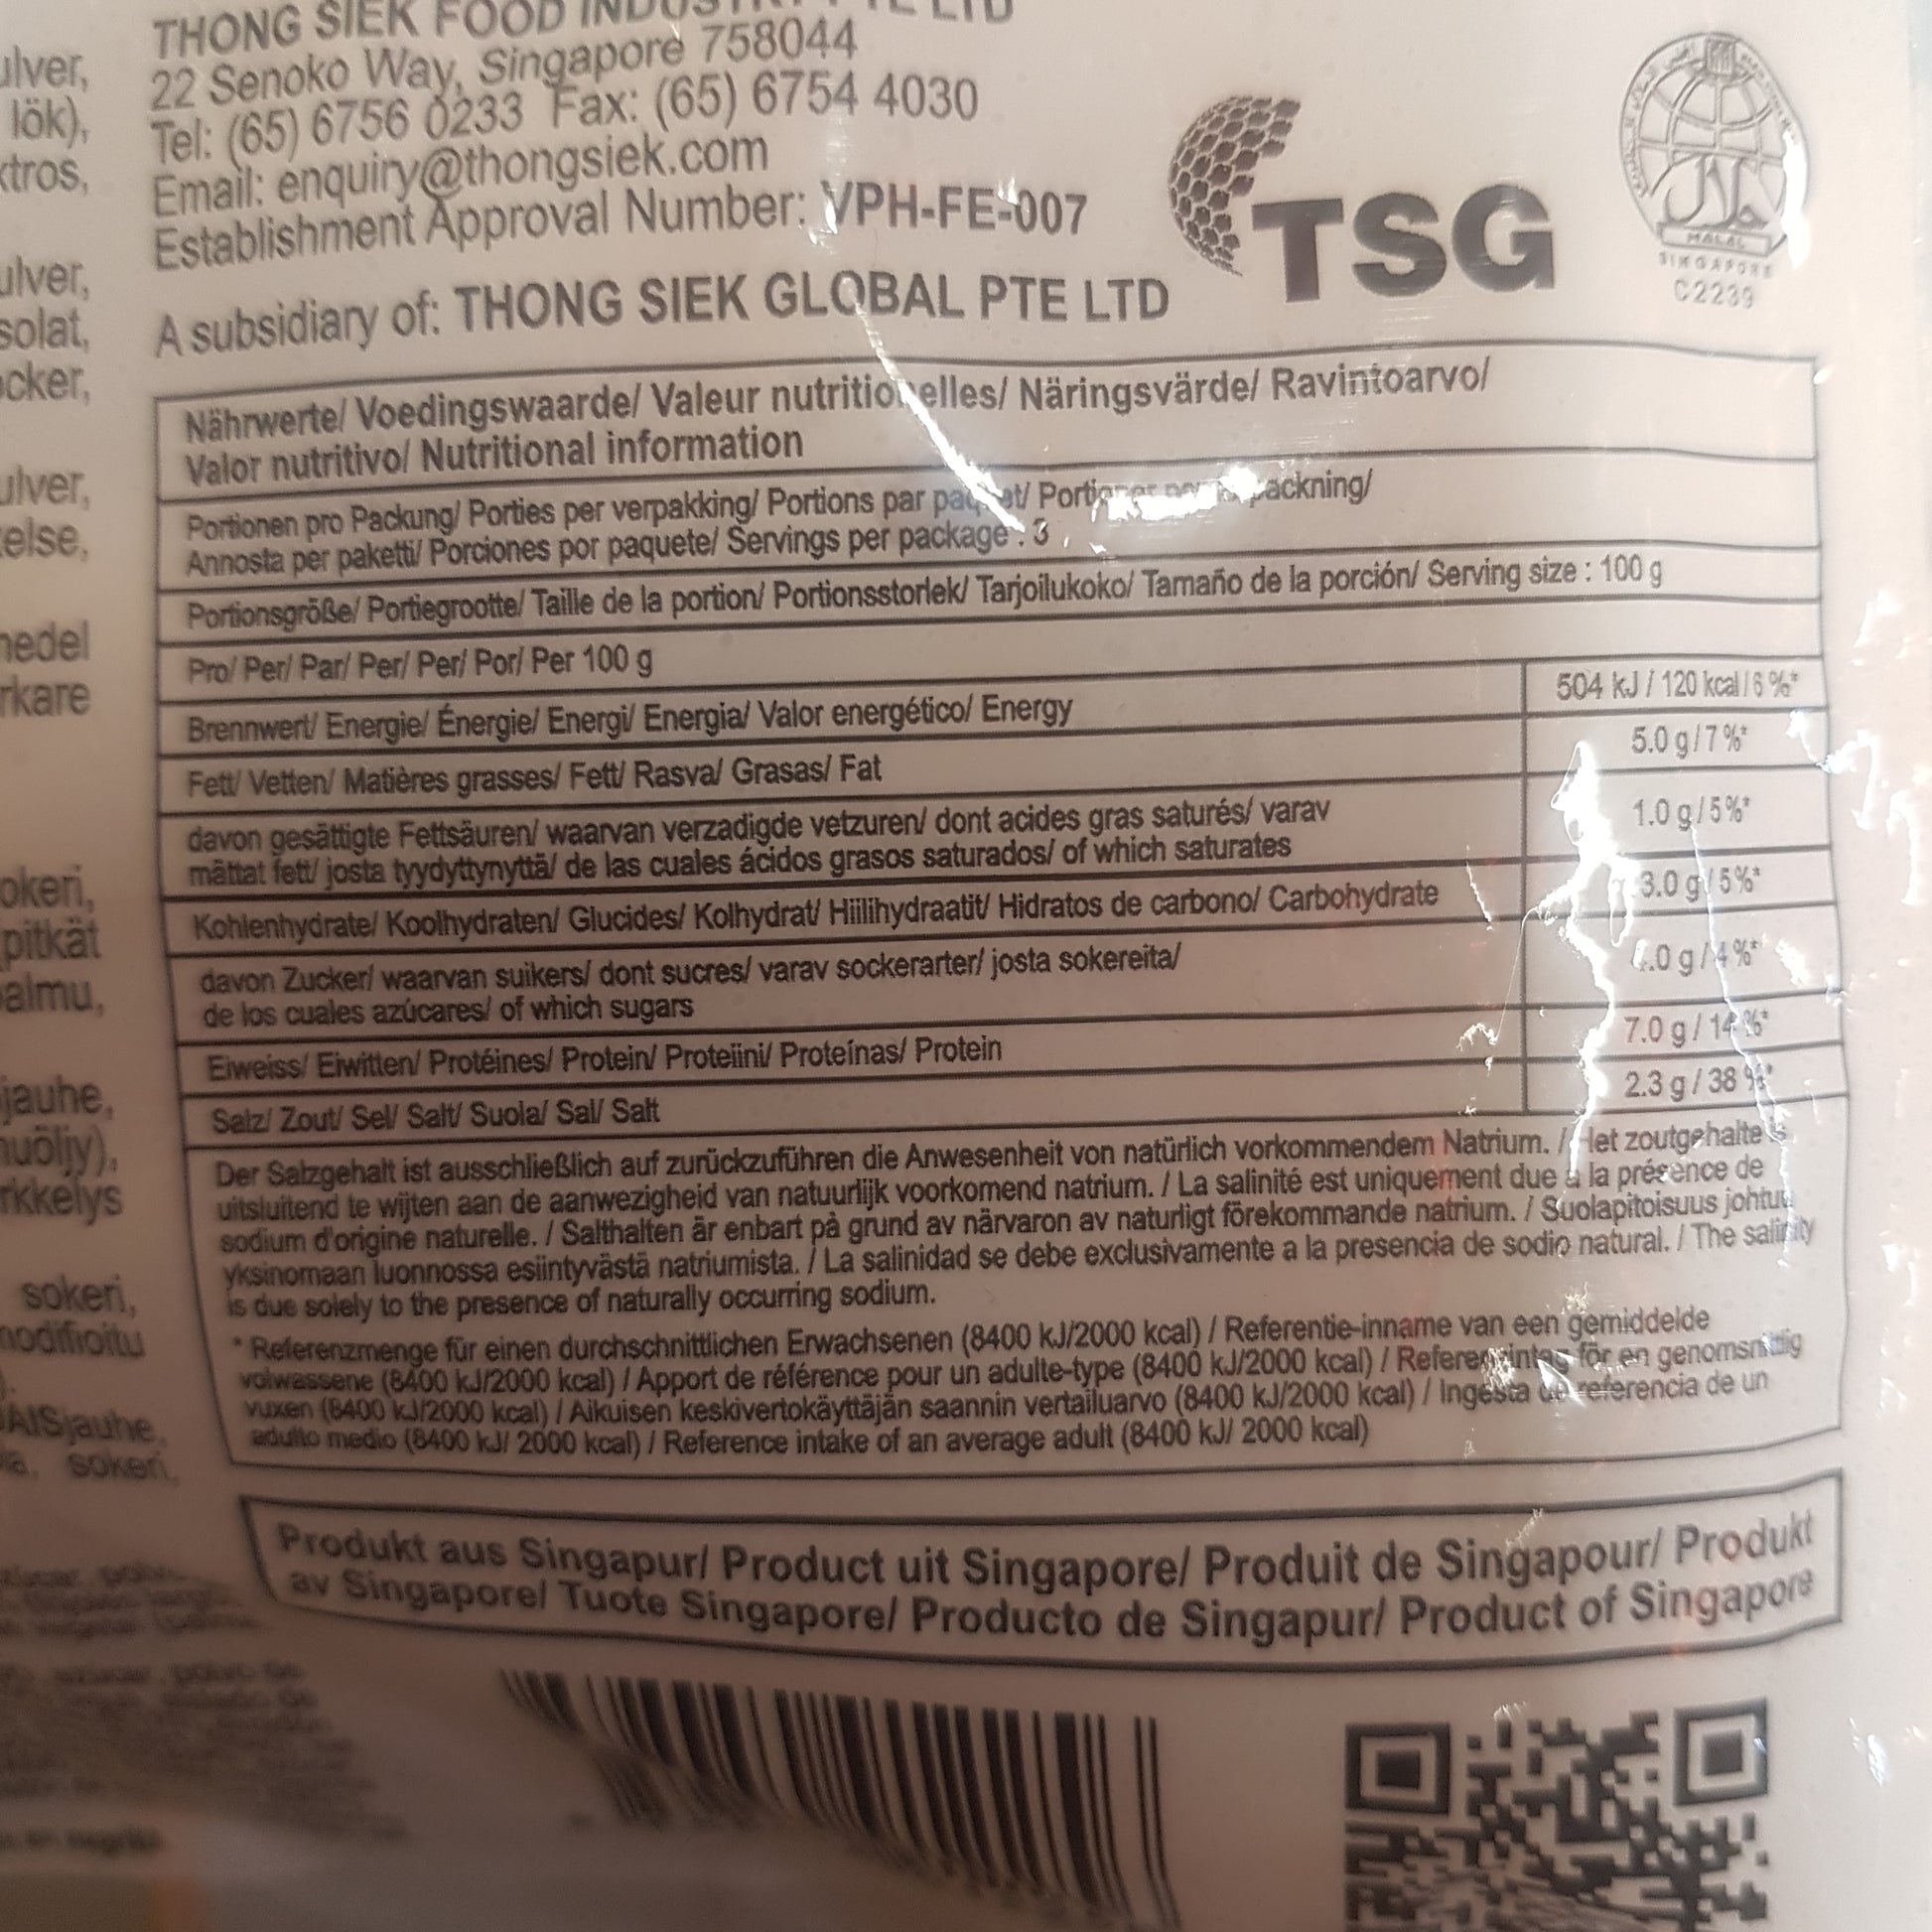 THONG SIEK FOOD
22 Senoko Way, Singapore 758044
Tel: (65) 6756 0233 Fax: (65) 6754 4030
Email: enquiry@thongsiek.com
Establishment Approval Number: VPH-FE-007
A subsidiary of: THONG SIEK GLOBAL PTE LTD
TSG
HALAL
SINGAPORE
C2239
Nährwerte/ Voedingswaarde/ Valeur nutritionelles/ Näringsvärde/ Ravintoarvo/
Valor nutritivo/ Nutritional information
Portionen pro Packung/ Porties per verpakking/ Portions par
Annosta per paketti/ Porciones por paquete/ Servings per package : 3
Portionsgröße/ Portiegrootte/ Taille de la portion/ Portionsstorlek/ Tarjoilukoko/ Tamaño de la porción/ Serving size : 100 g
Pro/ Per/ Par/ Per/ Per/ Por/ Per 100 g
Brennwert/ Energie/ Énergie/ Energi/ Energia/ Valor energético/ Energy 504 kJ / 120 kcal / 6 %*
Fett/ Vetten/ Matières grasses/ Fett/ Rasva/ Grasas/ Fat 5.0 g / 7 %*
davon gesättigte Fettsäuren/ waarvan verzadigde vetzuren/ dont acides gras saturés/ varav
mättat fett/ josta tyydyttynyttä/ de las cuales ácidos grasos saturados/ of which saturates 1.0 g / 5 %*
Kohlenhydrate/ Koolhydraten/ Glucides/ Kolhydrat/ Hiilihydraatit/ Hidratos de carbono/ Carbohydrate g / 5 %*
davon Zucker/ waarvan suikers/ dont sucres/ varav sockerarter/ josta sokereita/
de los cuales azúcares/ of which sugars g / 4 %*
Eiweiss/ Eiwitten/ Protéines/ Protein/ Proteiini/ Proteínas/ Protein 7.0 g / 14 %*
Salz/ Zout/ Sel/ Salt/ Suola/ Sal/ Salt 2.3 g / 38 %*
Der Salzgehalt ist ausschließlich auf zurückzuführen die Anwesenheit von natürlich vorkommendem Natrium. / Het zoutgehalte is
uitsluitend te wijten aan de aanwezigheid van natuurlijk voorkomend natrium. / La salinité est uniquement due à la présence de
sodium d'origine naturelle. / Salthalten är enbart på grund av närvaron av naturligt förekommande natrium. / Suolapitoisuus johtuu
yksinomaan luonnossa esiintyvästä natriumista. / La salinidad se debe exclusivamente a la presencia de sodio natural. / The salinity
is due solely to the presence of naturally occurring sodium.
* Referenzmenge für einen durchschnittlichen Erwachsenen (8400 kJ/2000 kcal) / Referentie-inname van een gemiddelde
volwassene (8400 kJ/2000 kcal) / Apport de référence pour un adulte-type (8400 kJ/2000 kcal) / Referensintag för en genomsnittlig
vuxen (8400 kJ/2000 kcal) / Aikuisen keskivertokäyttäjän saannin vertailuarvo (8400 kJ/2000 kcal) / Ingesta de referencia de un
adulto medio (8400 kJ/ 2000 kcal) / Reference intake of an average adult (8400 kJ/ 2000 kcal)
Produkt aus Singapur/ Product uit Singapore/ Produit de Singapour/ Produkt
av Singapore/ Tuote Singapore/ Producto de Singapur/ Product of Singapore